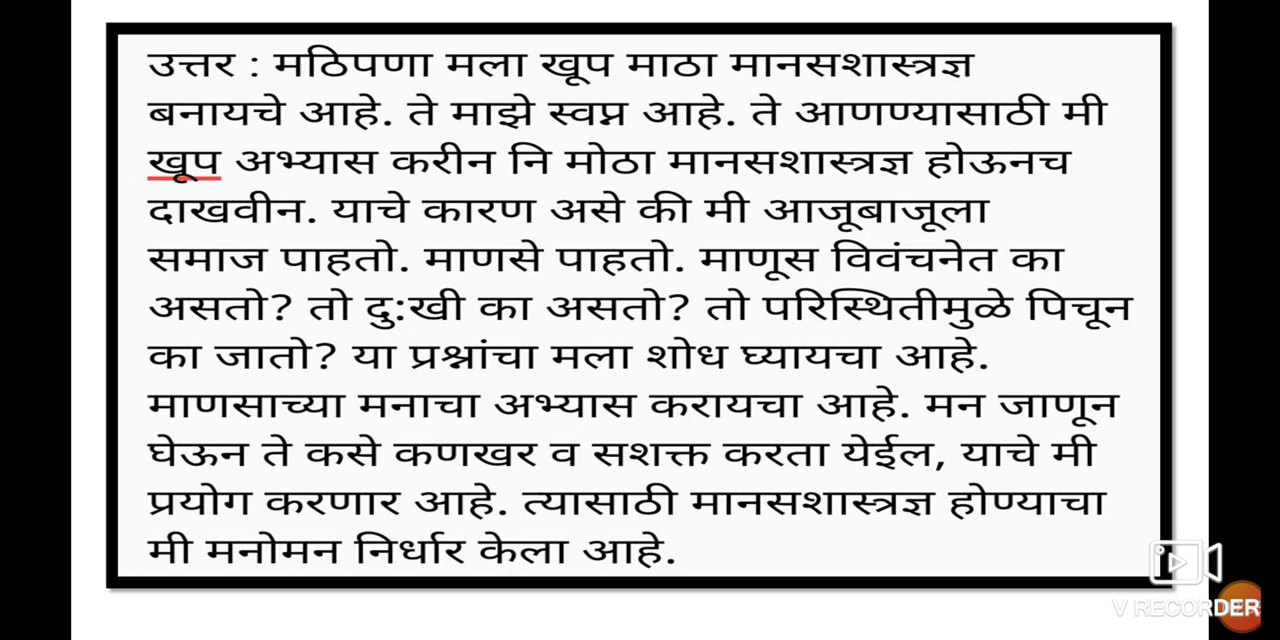 उत्तर : मठिपणा मला खूप माठा मानसशास्त्रज्ञ
बनायचे आहे. ते माझे स्वप्न आहे. ते आणण्यासाठी मी
खूप अभ्यास करीन नि मोठा मानसशास्त्रज्ञ होऊनच
दाखवीन. याचे कारण असे की मी आजूबाजूला
समाज पाहतो. माणसे पाहतो. माणूस विवंचनेत का
असतो? तो दु:खी का असतो? तो परिस्थितीमुळे पिचून
का जातो? या प्रश्नांचा मला शोध घ्यायचा आहे.
माणसाच्या मनाचा अभ्यास करायचा आहे. मन जाणून
घेऊन ते कसे कणखर व सशक्त करता येईल, याचे मी
प्रयोग करणार आहे. त्यासाठी मानसशास्त्रज्ञ होण्याचा
मी मनोमन निर्धार केला आहे.
V RECORDER